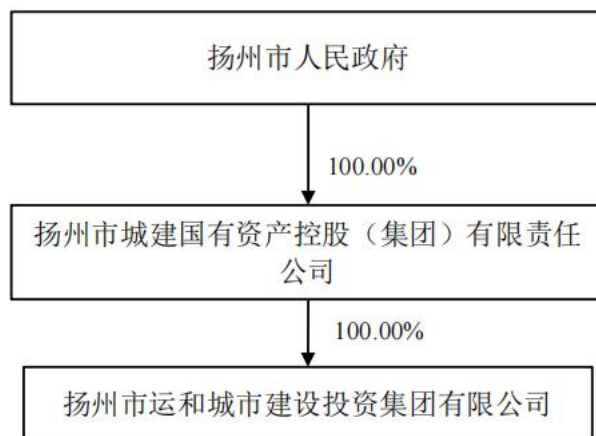 扬州市人民政府
100.00%
扬州市城建国有资产控股（集团）有限责任
公司
100.00%
扬州市运和城市建设投资集团有限公司